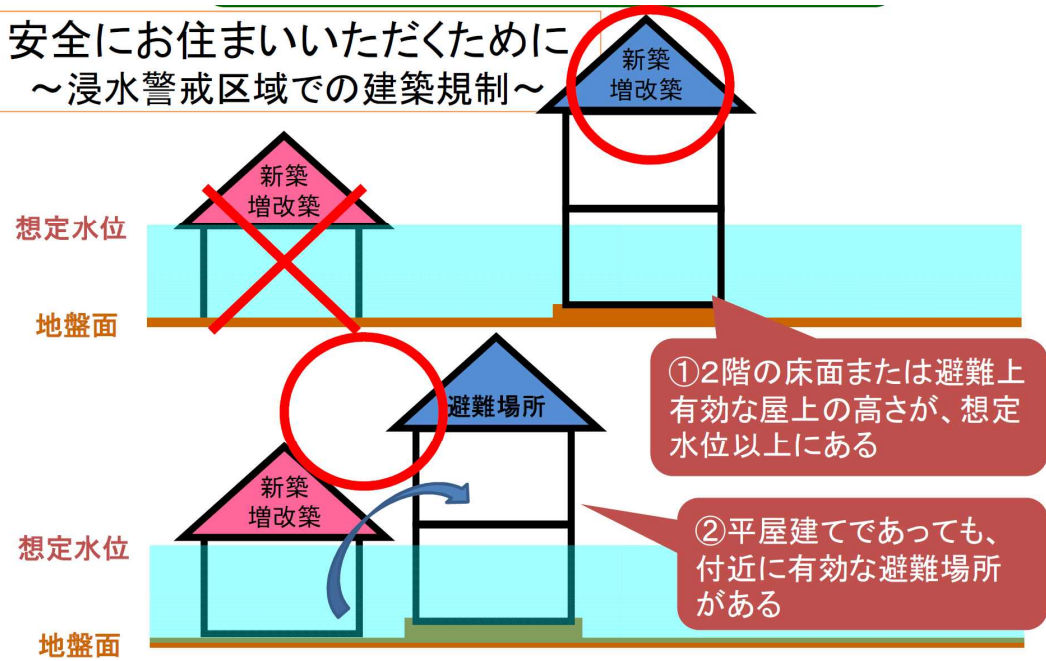 安全にお住まいいただくために
～浸水警戒区域での建築規制～
新築
増改築
新築
増改築
想定水位
地盤面
①2階の床面または避難上
有効な屋上の高さが、想定
水位以上にある
避難場所
新築
増改築
想定水位
②平屋建てであっても、
付近に有効な避難場所
がある
地盤面